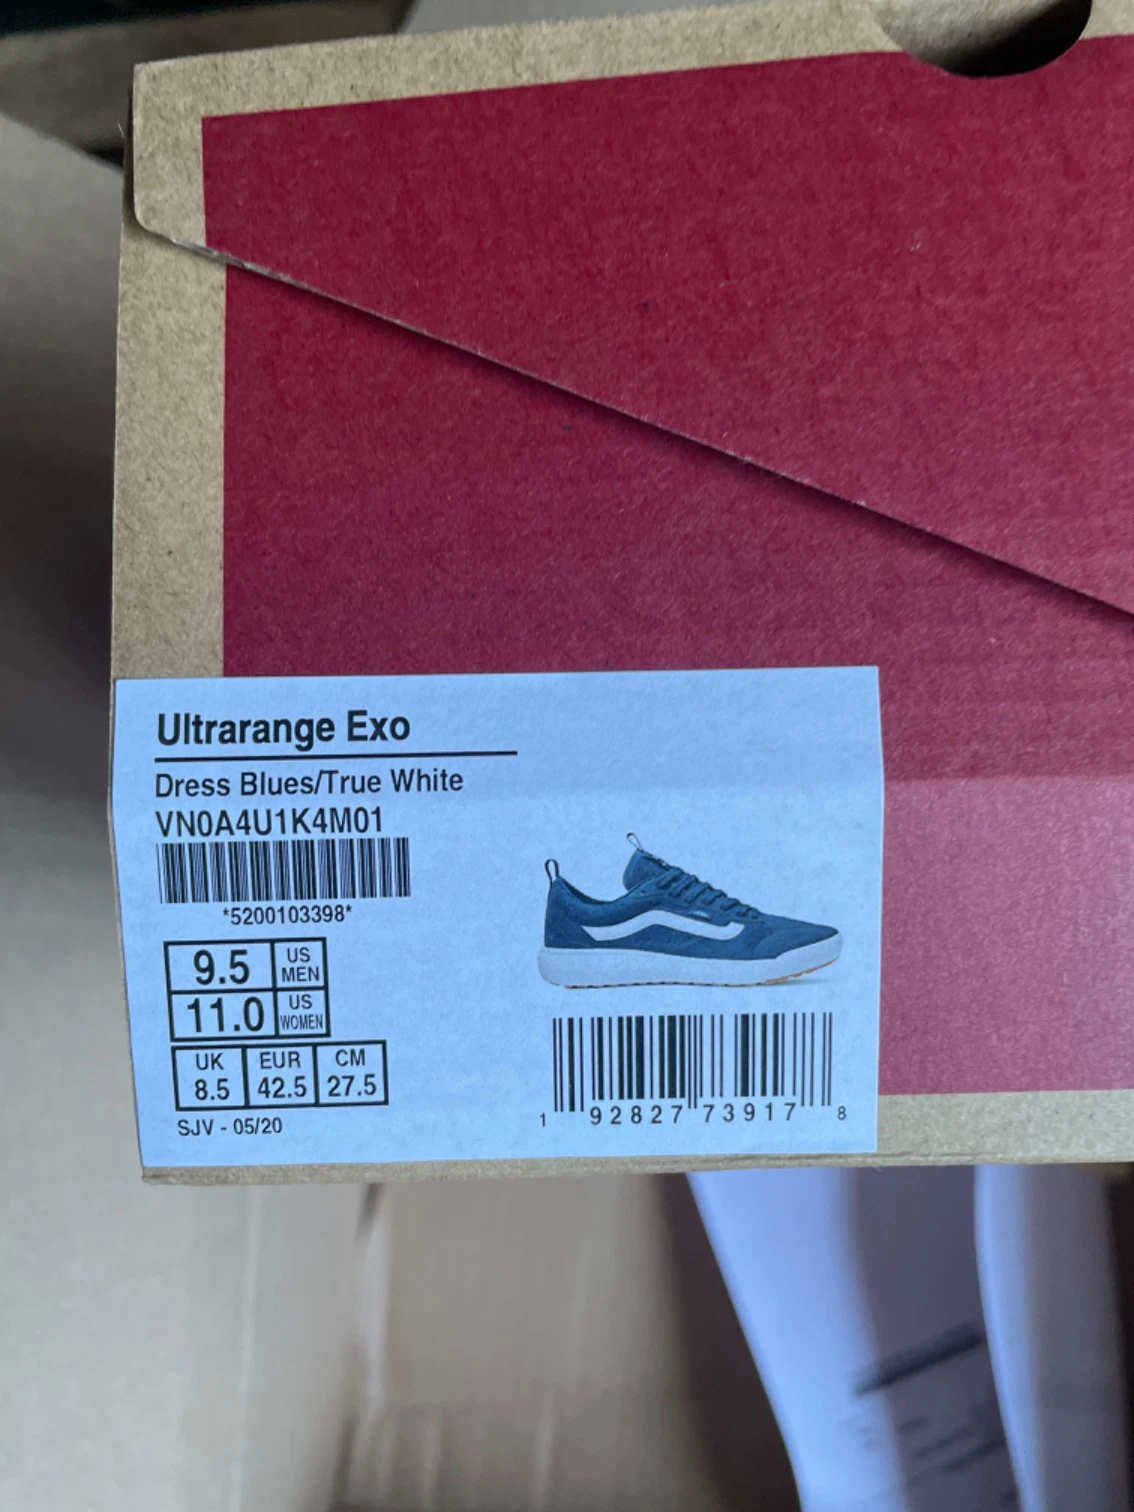 Ultrarange Exo
Dress Blues/True White
VN0A4U1K4M01
*5200103398*
9.5 US MEN
11.0 US WOMEN
UK EUR CM
8.5 42.5 27.5
SJV - 05/20
1 92827 73917 8